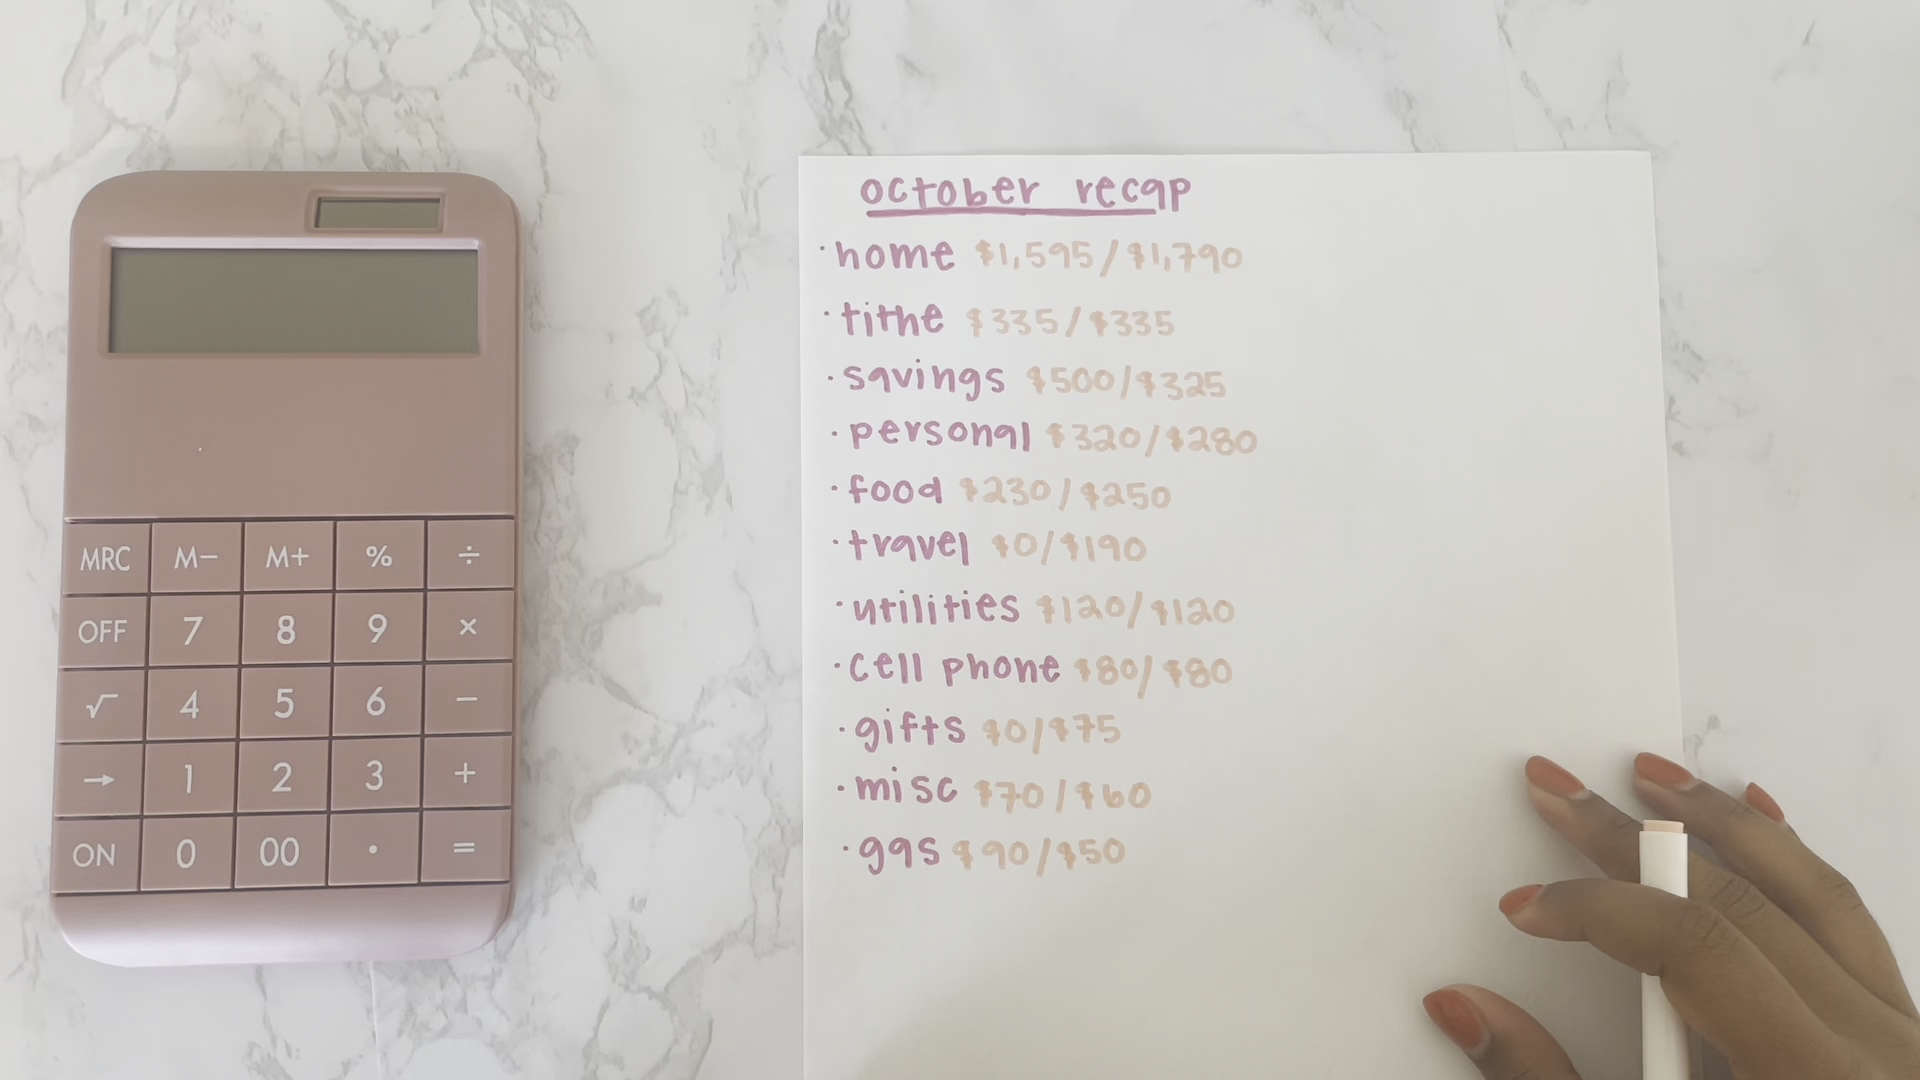 october recap
· home $1,595/$1,790
· tithe $335/$335
· savings $500/$325
· personal $320/$280
· food $230/$250
· travel $0/$190
· utilities $120/$120
· cell phone $80/$80
· gifts $0/$75
· misc $70/$60
· gas $90/$50
MRC M− M+ % ÷
OFF 7 8 9 ×
√ 4 5 6 −
→ 1 2 3 +
ON 0 00 · =